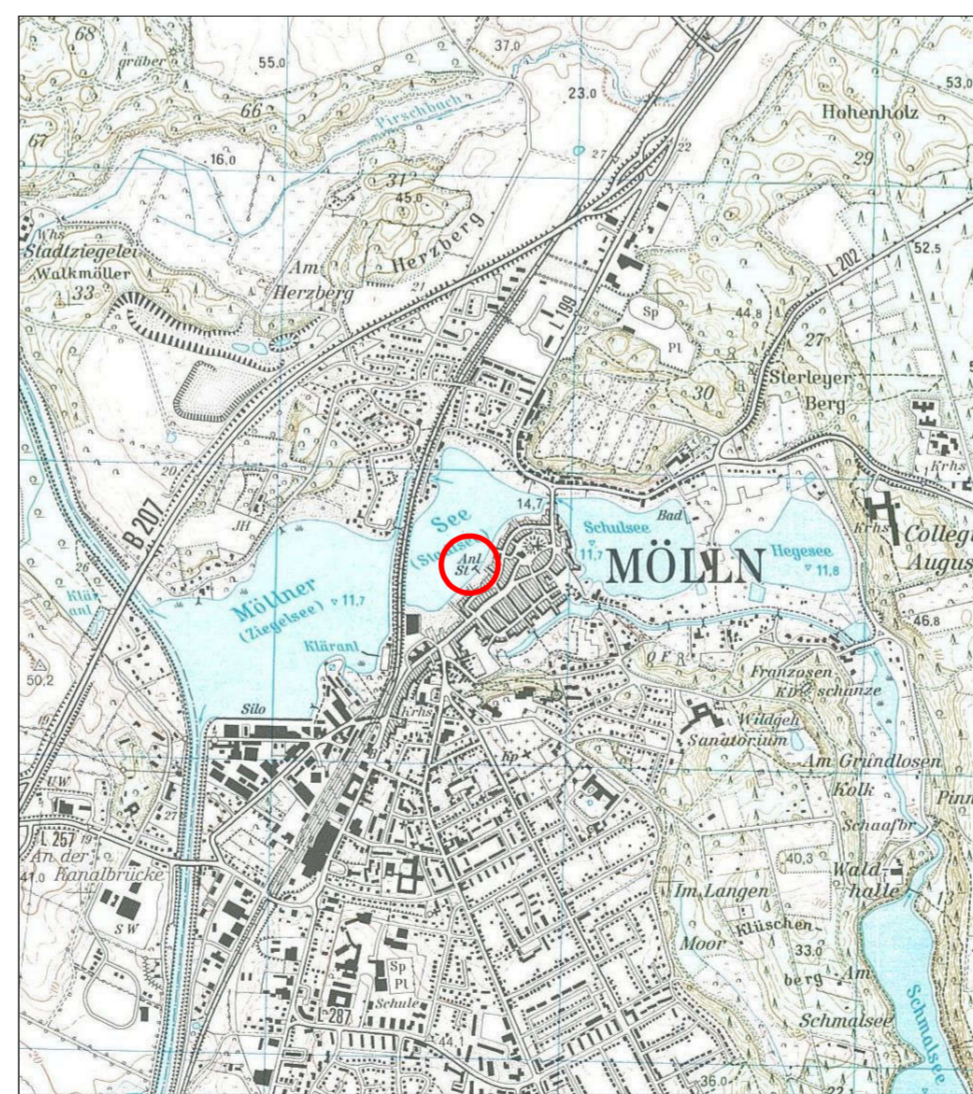 68
gräber
55.0
37.0
53.0
66
Pirschbach
23.0
Hohenholz
67
16.0
27
22
29
31
45.0
Whs
Stadtziegelei
Walkmöller
33
Am
Herzberg
Herzberg
21
52.5
L 202
Sp
Pl
44,8
L 199
22
27
30
Sterleyer
Berg
20
B 207
JH
See
14,7
Bad
Krhs
Krhs
Schulsee
11,7
MÖLLN
Hegesee
11,8
Anl
St
Möllner
(Ziegelsee) 11,7
Klär
anl
Kläranl
46.8
50,2
Franzosen
schanze
Silo
Krhs
Wildgeh
Sanatorium
Am Grundlosen
Kolk
UW
27
L 257
19
Schaafbr
An der
Kanalbrücke
41.0
40,3
Wald-
halle
Im Langen
Moor
Klüschen-
berg
33.0
SW
Sp
Pl
Schule
L 287
Am
Schmalsee
Schmalsee
44,1
36.0